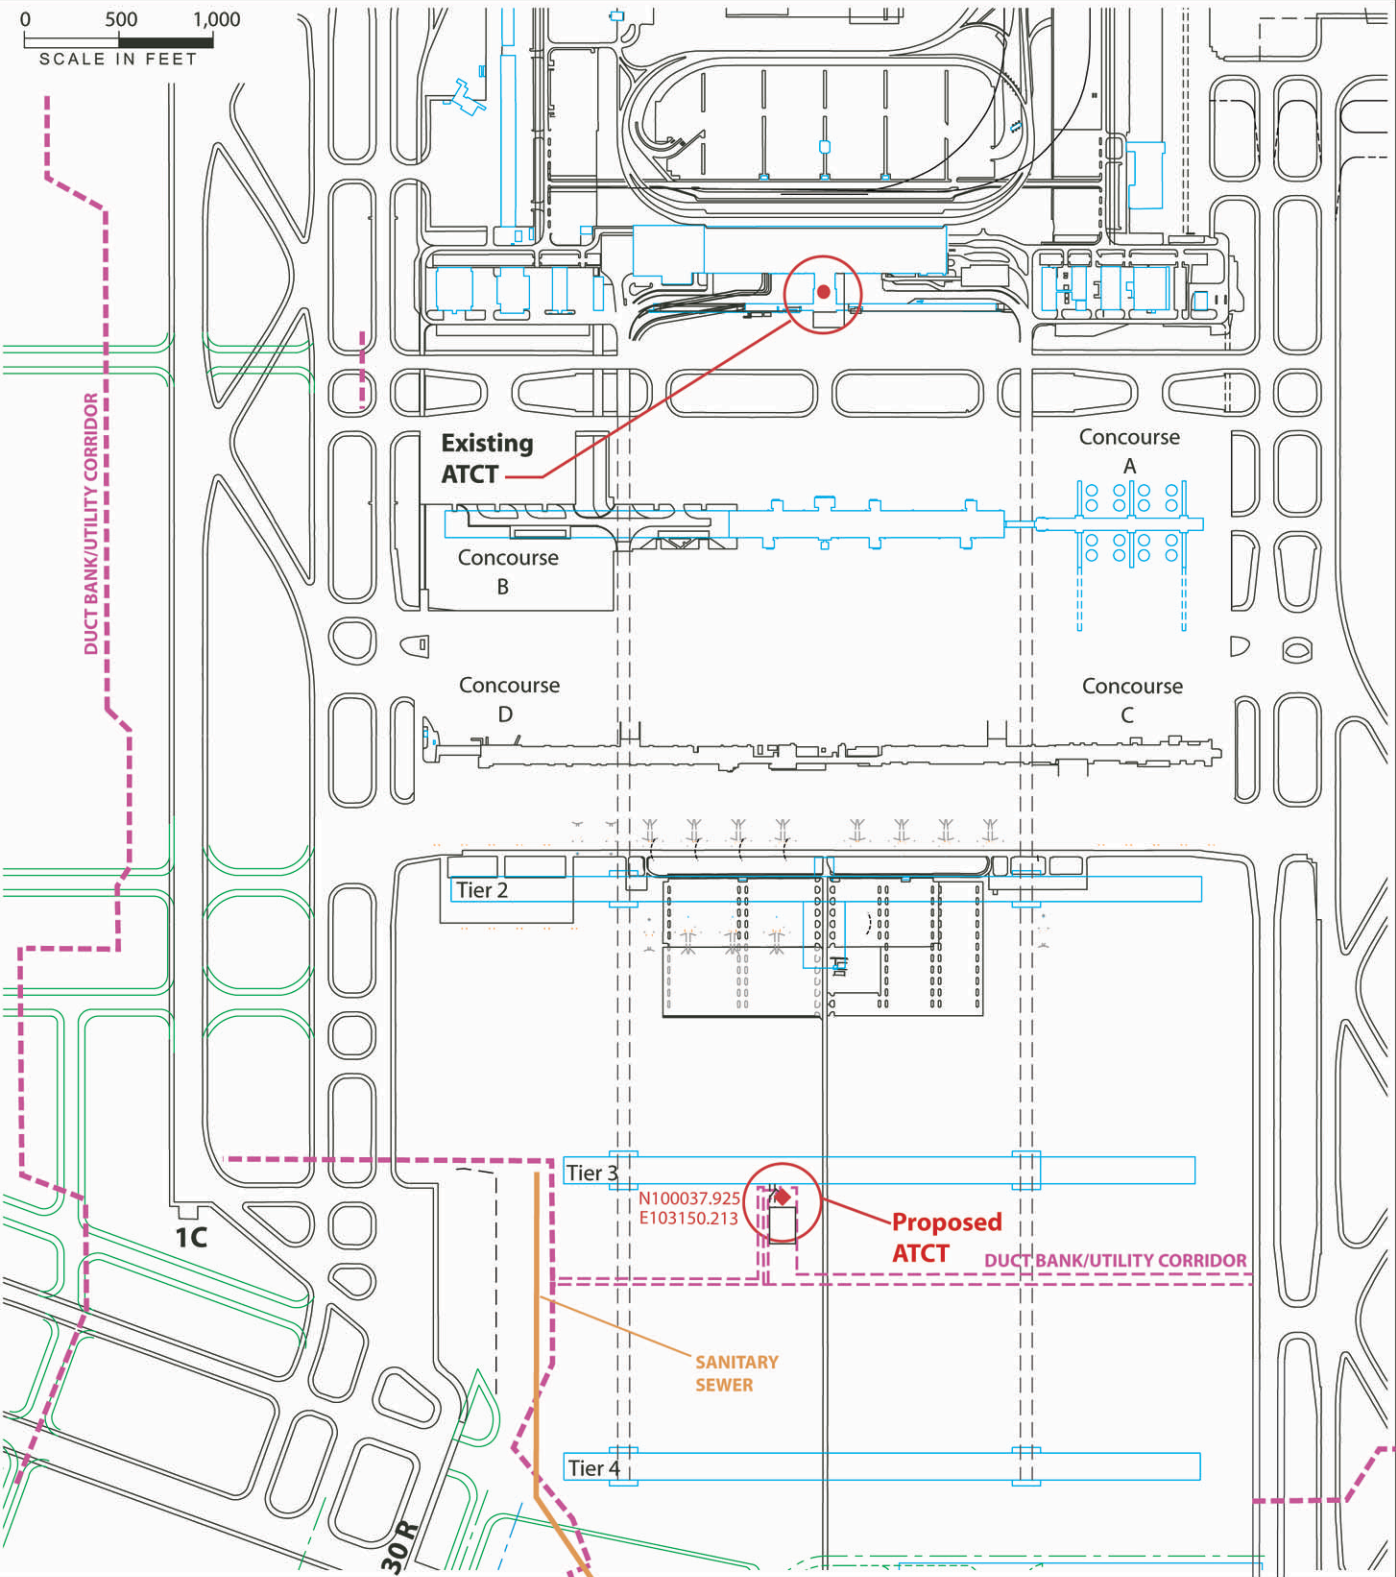 0 500 1,000
SCALE IN FEET
DUCT BANK/UTILITY CORRIDOR
Existing
ATCT
Concourse
A
Concourse
B
Concourse
D
Concourse
C
Tier 2
Tier 3
N100037.925
E103150.213
Proposed
ATCT
1C
DUCT BANK/UTILITY CORRIDOR
SANITARY
SEWER
Tier 4
30R